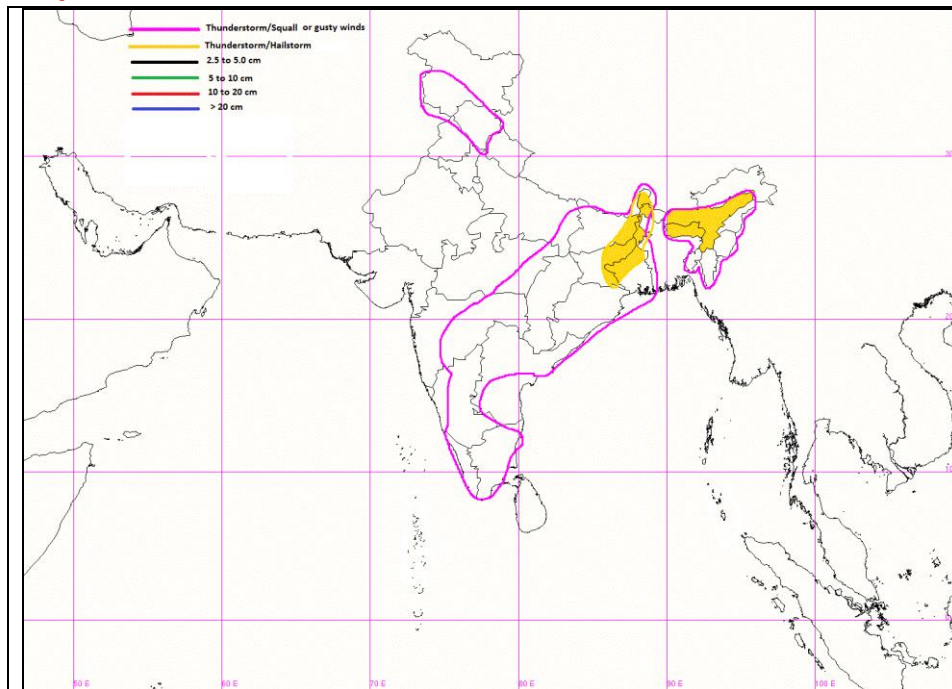 Thunderstorm/Squall or gusty winds
Thunderstorm/Hailstorm
2.5 to 5.0 cm
5 to 10 cm
10 to 20 cm
> 20 cm
50 E
60 E
70 E
80 E
90 E
100 E